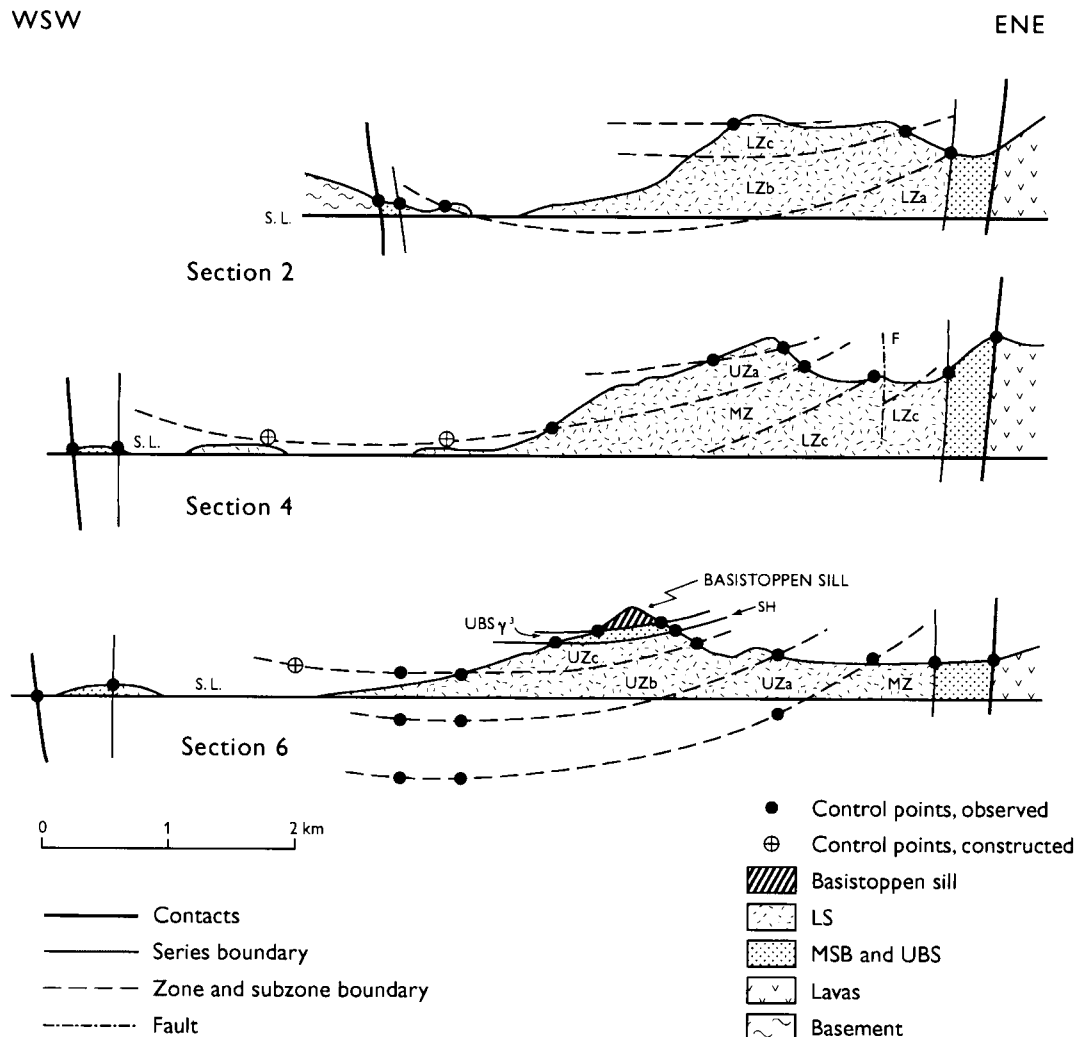 WSW
ENE
LZc
LZb
LZa
S. L.
Section 2
F
UZa
MZ
LZc
LZc
S. L.
Section 4
BASISTOPPEN SILL
SH
UBS γ³
UZc
S. L.
UZb
UZa
MZ
Section 6
0 1 2 km
Contacts
Series boundary
Zone and subzone boundary
Fault
Control points, observed
Control points, constructed
Basistoppen sill
LS
MSB and UBS
Lavas
Basement